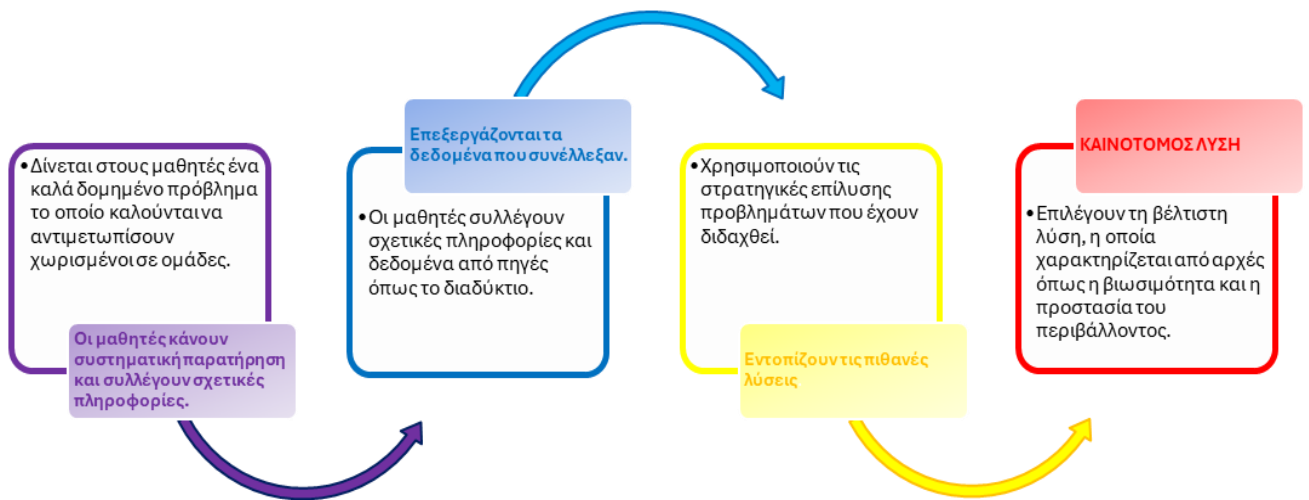 • Δίνεται στους μαθητές ένα
καλά δομημένο πρόβλημα
το οποίο καλούνται να
αντιμετωπίσουν
χωρισμένοι σε ομάδες.
Οι μαθητές κάνουν
συστηματική παρατήρηση
και συλλέγουν σχετικές
πληροφορίες.
Επεξεργάζονται τα
δεδομένα που συνέλλεξαν.
• Οι μαθητές συλλέγουν
σχετικές πληροφορίες και
δεδομένα από πηγές
όπως το διαδύκτιο.
• Χρησιμοποιούν τις
στρατηγικές επίλυσης
προβλημάτων που έχουν
διδαχθεί.
Εντοπίζουν τις πιθανές
λύσεις
ΚΑΙΝΟΤΟΜΟΣ ΛΥΣΗ
• Επιλέγουν τη βέλτιστη
λύση, η οποία
χαρακτηρίζεται από αρχές
όπως η βιωσιμότητα και η
προστασία του
περιβάλλοντος.